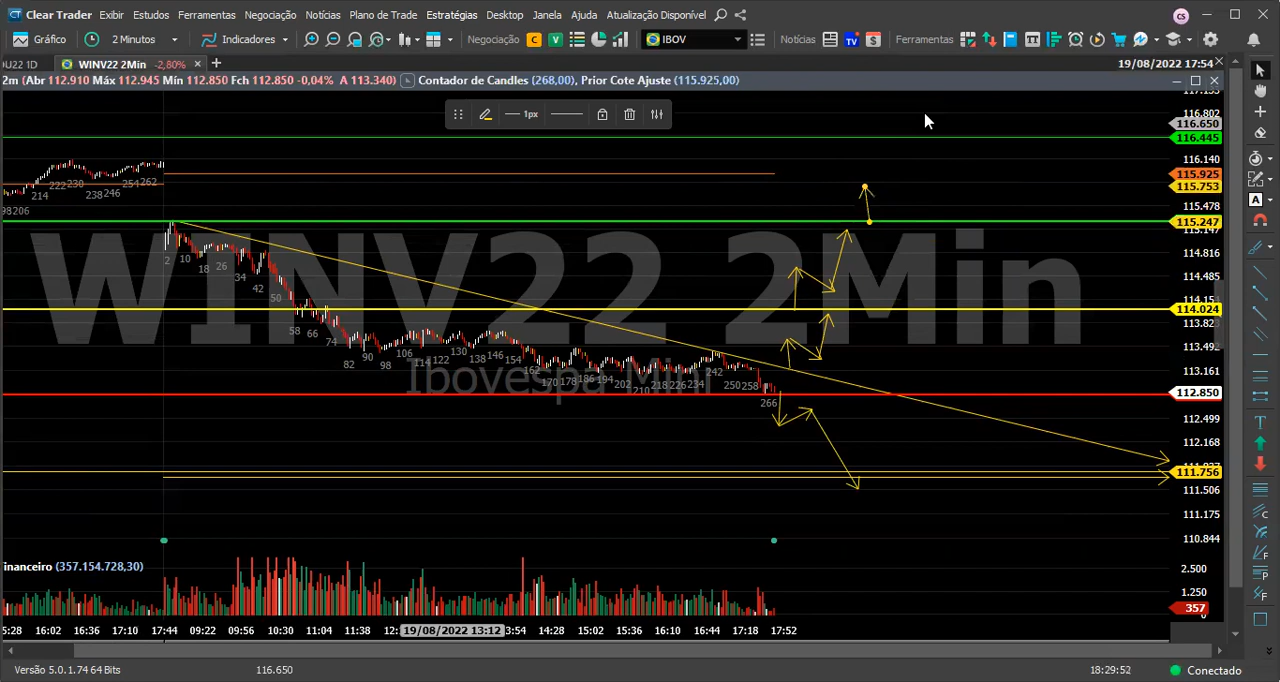 Clear Trader Exibir Estudos Ferramentas Negociação Notícias Plano de Trade Estratégias Desktop Janela Ajuda Atualização Disponível CS
Gráfico 2 Minutos Indicadores Negociação C V IBOV Notícias TV $ Ferramentas
U22 1D WINV22 2Min -2,80% 19/08/2022 17:54
2m (Abr 112.910 Máx 112.945 Mín 112.850 Fch 112.850 -0,04% A 113.340) Contador de Candles (268,00), Prior Cote Ajuste (115.925,00)
1px
116.802
116.650
116.445
116.140
115.925
115.753
115.478
115.247
115.147
114.816
114.485
114.15
114.024
113.82
113.492
113.161
112.850
112.499
112.168
111.756
111.506
111.175
110.844
98 206 214 222 230 238 246 254 262
2 10 18 26 34 42 50 58 66 74 82 90 98 106 114 122 130 138 146 154 162 170 178 186 194 202 210 218 226 234 242 250 258 266
WINV22 2Min
Ibovespa Mini
inanceiro (357.154.728,30)
2.500
1.250
357
0
5:28 16:02 16:36 17:10 17:44 09:22 09:56 10:30 11:04 11:38 12: 19/08/2022 13:12 3:54 14:28 15:02 15:36 16:10 16:44 17:18 17:52
Versão 5.0.1.74 64 Bits 116.650 18:29:52 Conectado